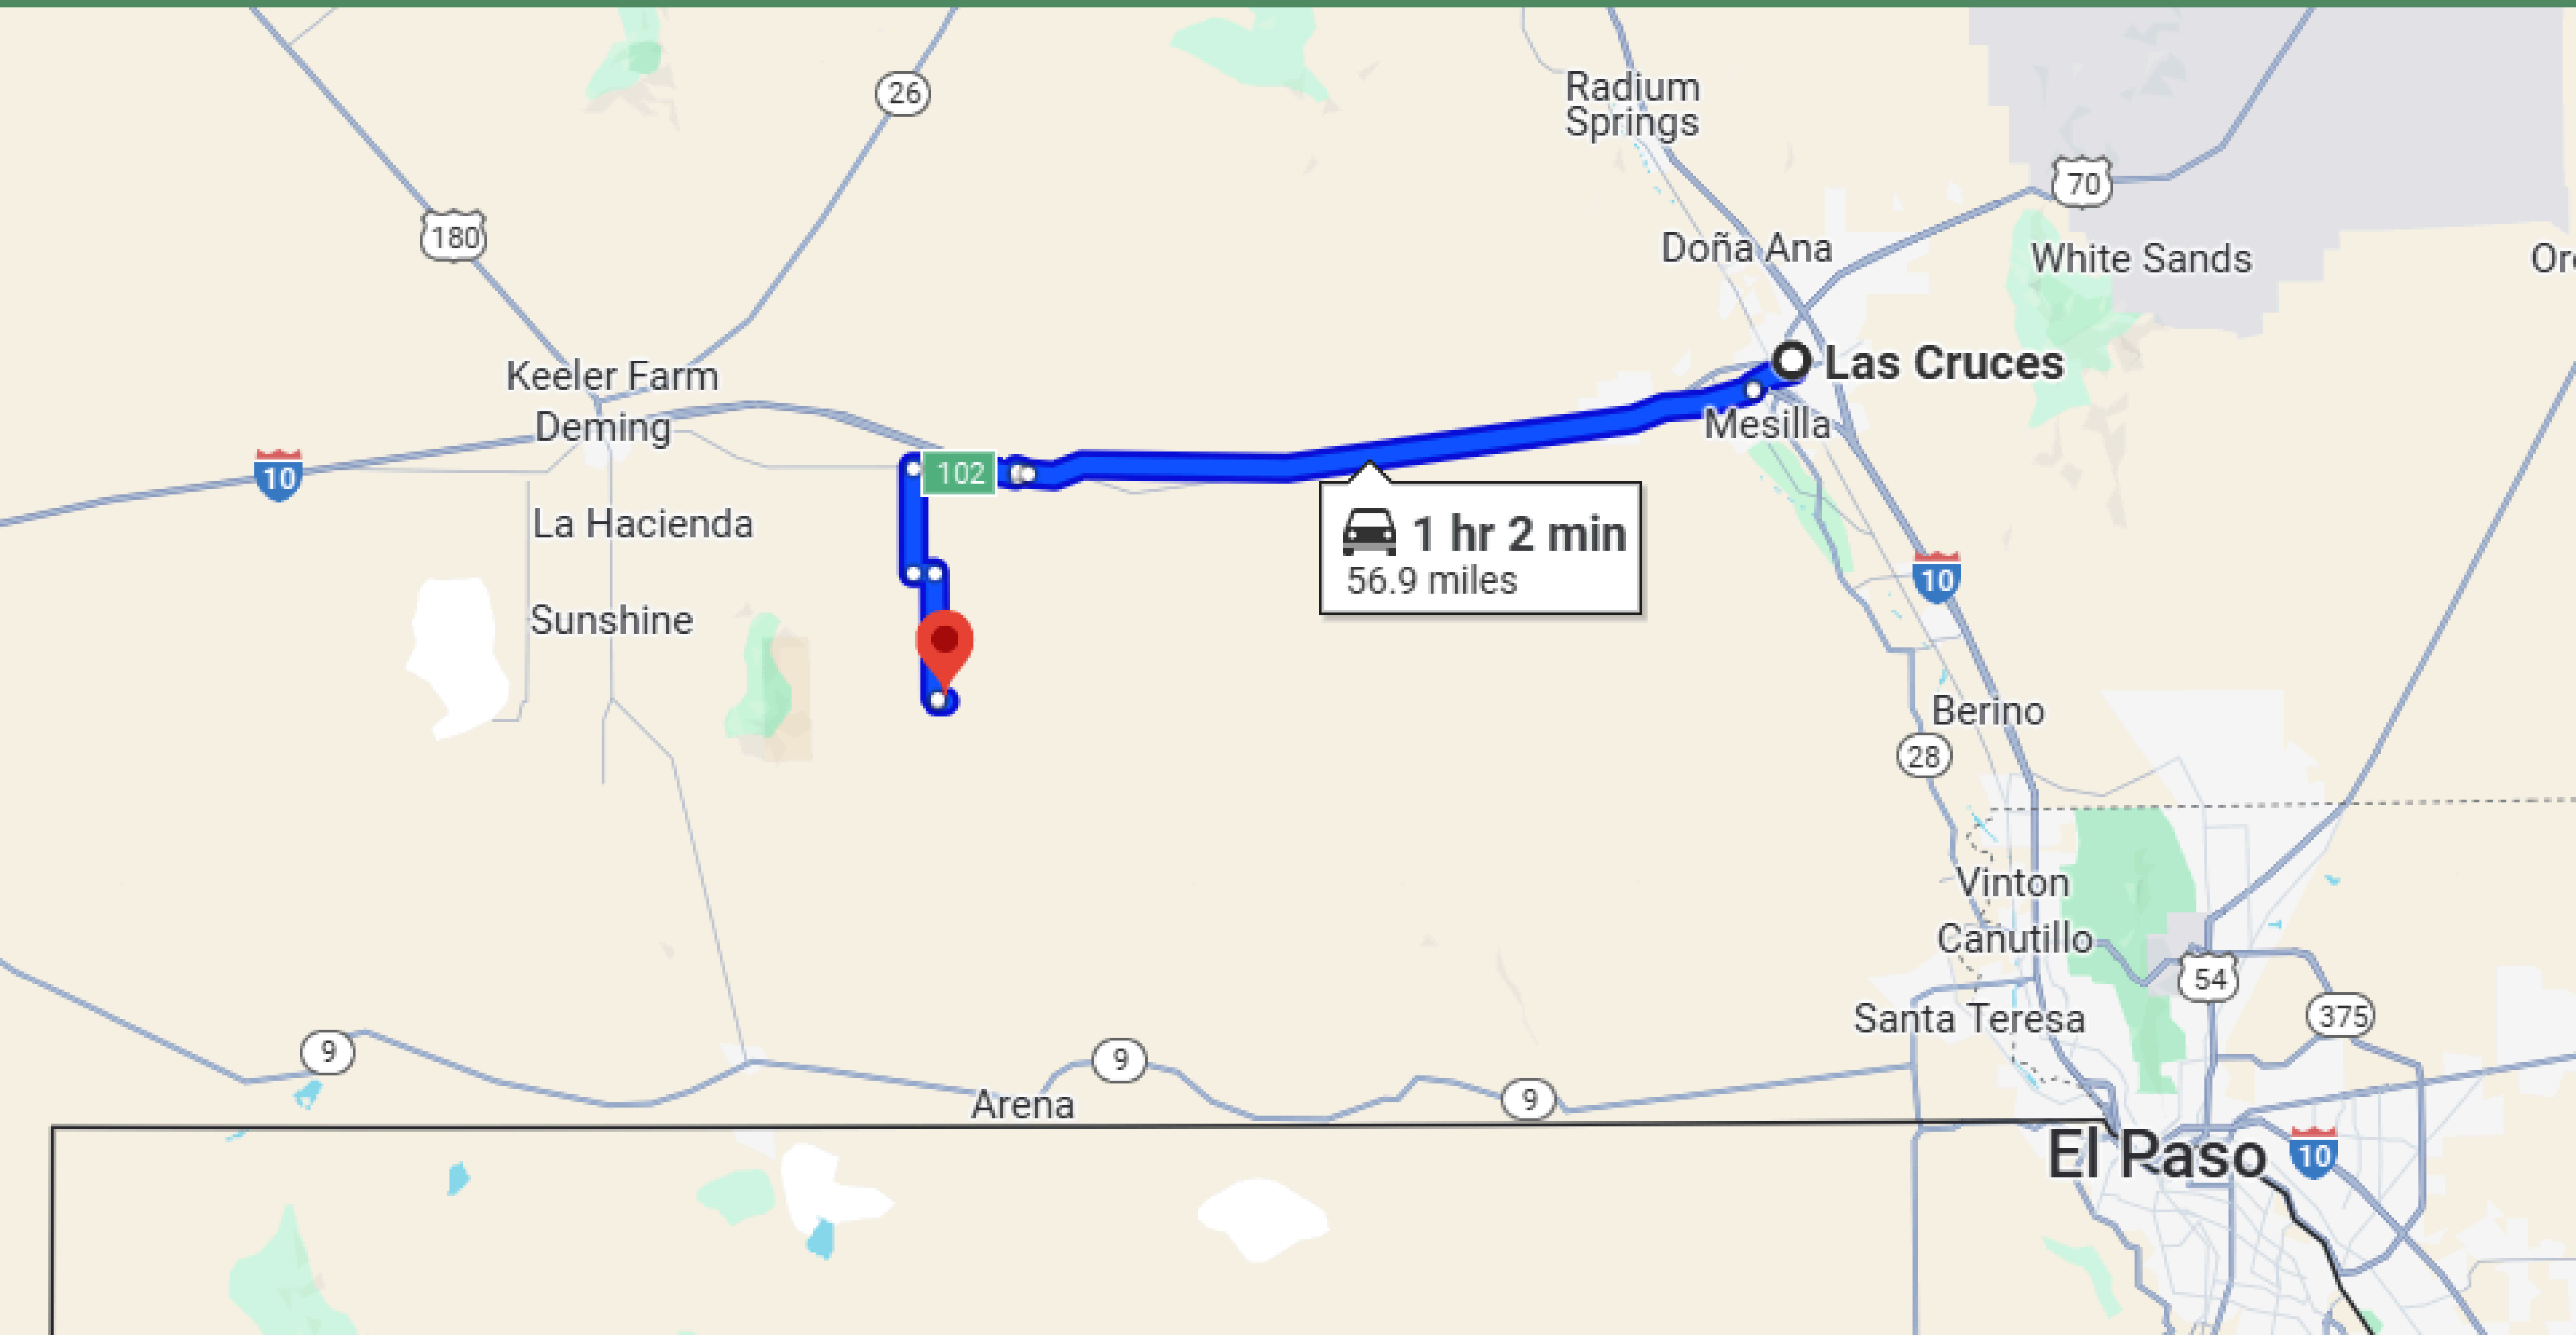 26
Radium
Springs
180
70
Doña Ana
White Sands
Keeler Farm
Las Cruces
Deming
Mesilla
10
102
La Hacienda
1 hr 2 min
56.9 miles
10
Sunshine
Berino
28
Vinton
Canutillo
54
Santa Teresa
375
9
9
9
Arena
El Paso
10